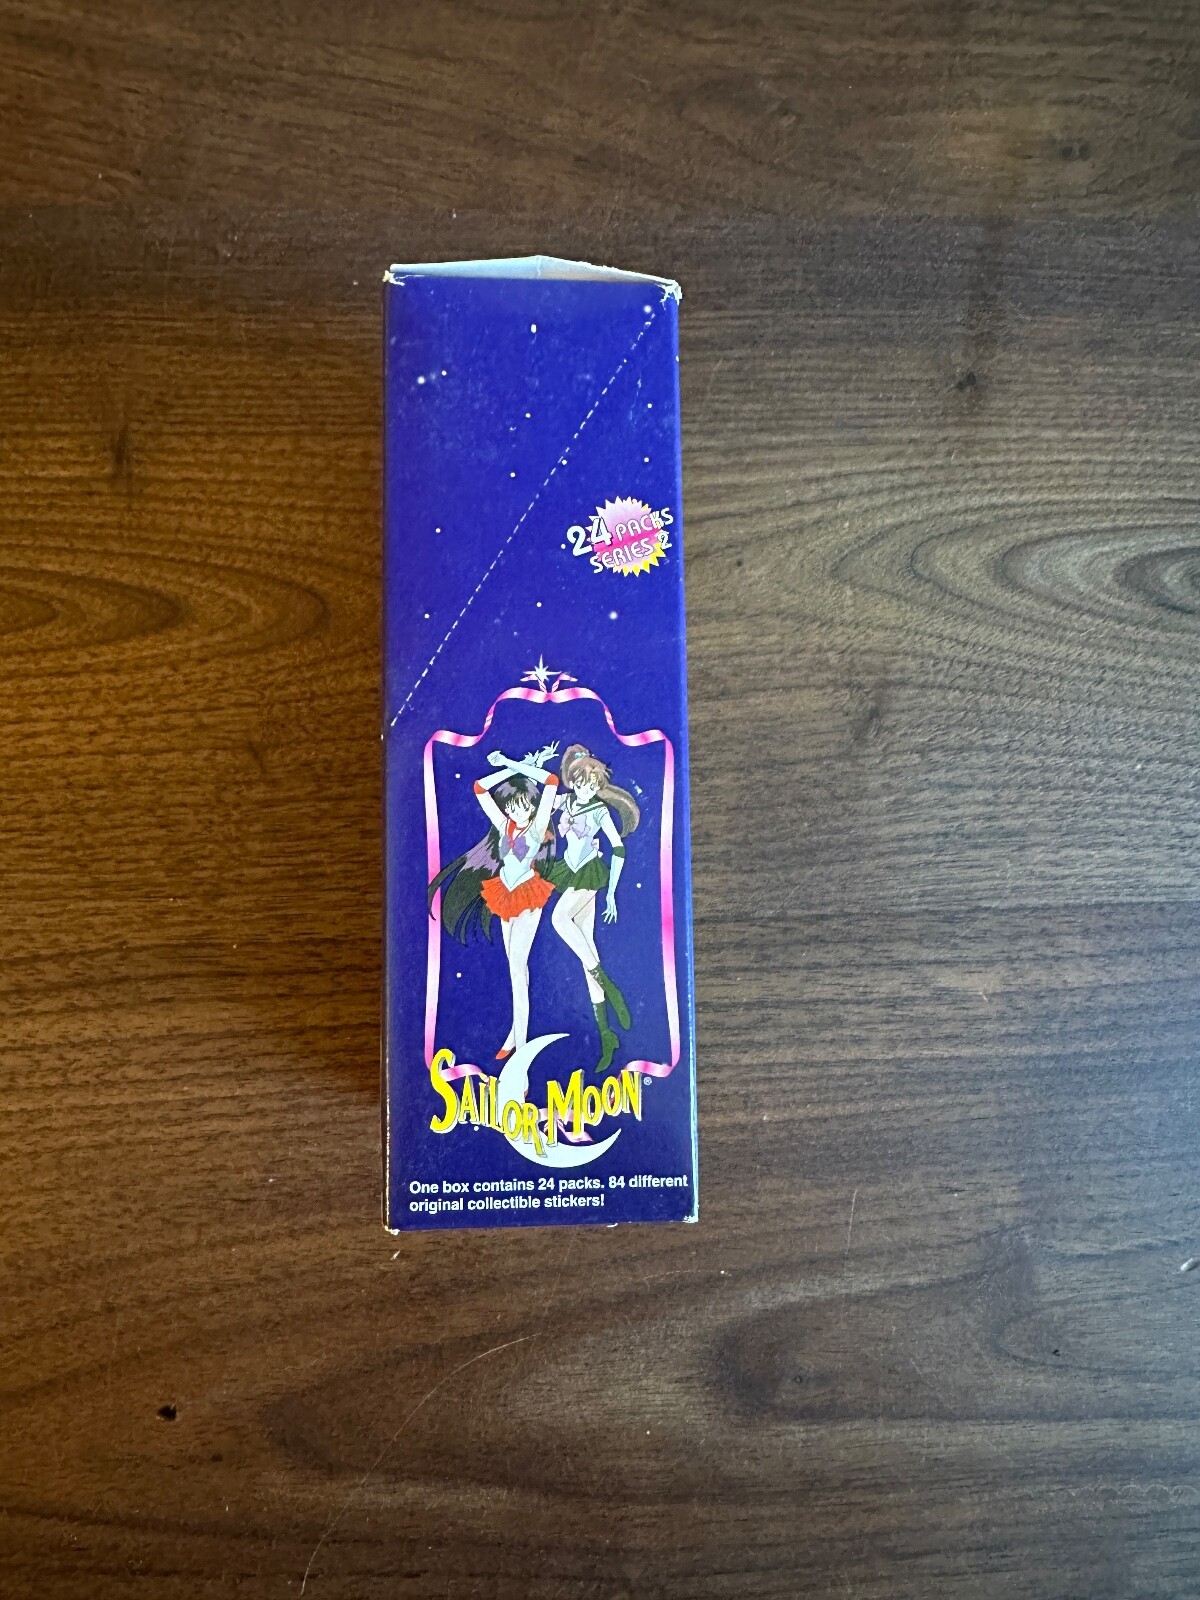 24 PACKS
SERIES 2
SAILOR MOON®
One box contains 24 packs. 84 different
original collectible stickers!